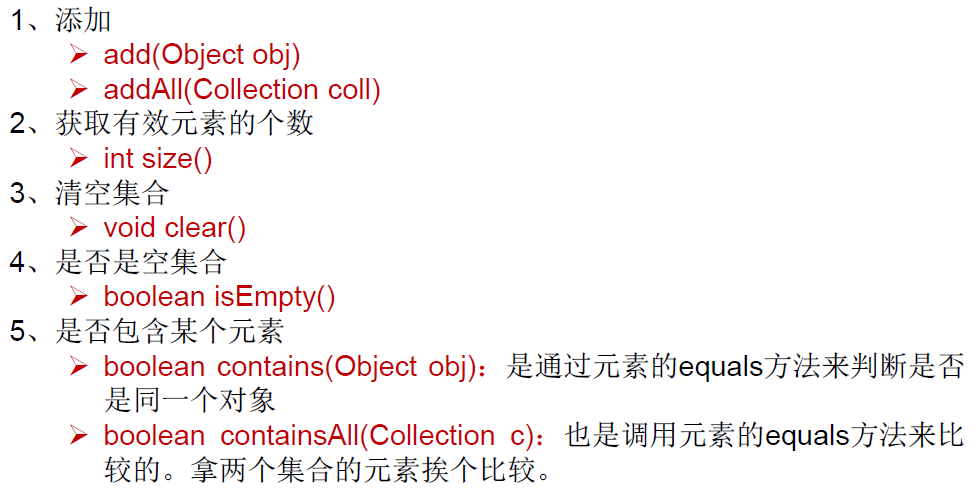 1、添加
➢ add(Object obj)
➢ addAll(Collection coll)
2、获取有效元素的个数
➢ int size()
3、清空集合
➢ void clear()
4、是否是空集合
➢ boolean isEmpty()
5、是否包含某个元素
➢ boolean contains(Object obj)：是通过元素的equals方法来判断是否
是同一个对象
➢ boolean containsAll(Collection c)：也是调用元素的equals方法来比
较的。拿两个集合的元素挨个比较。